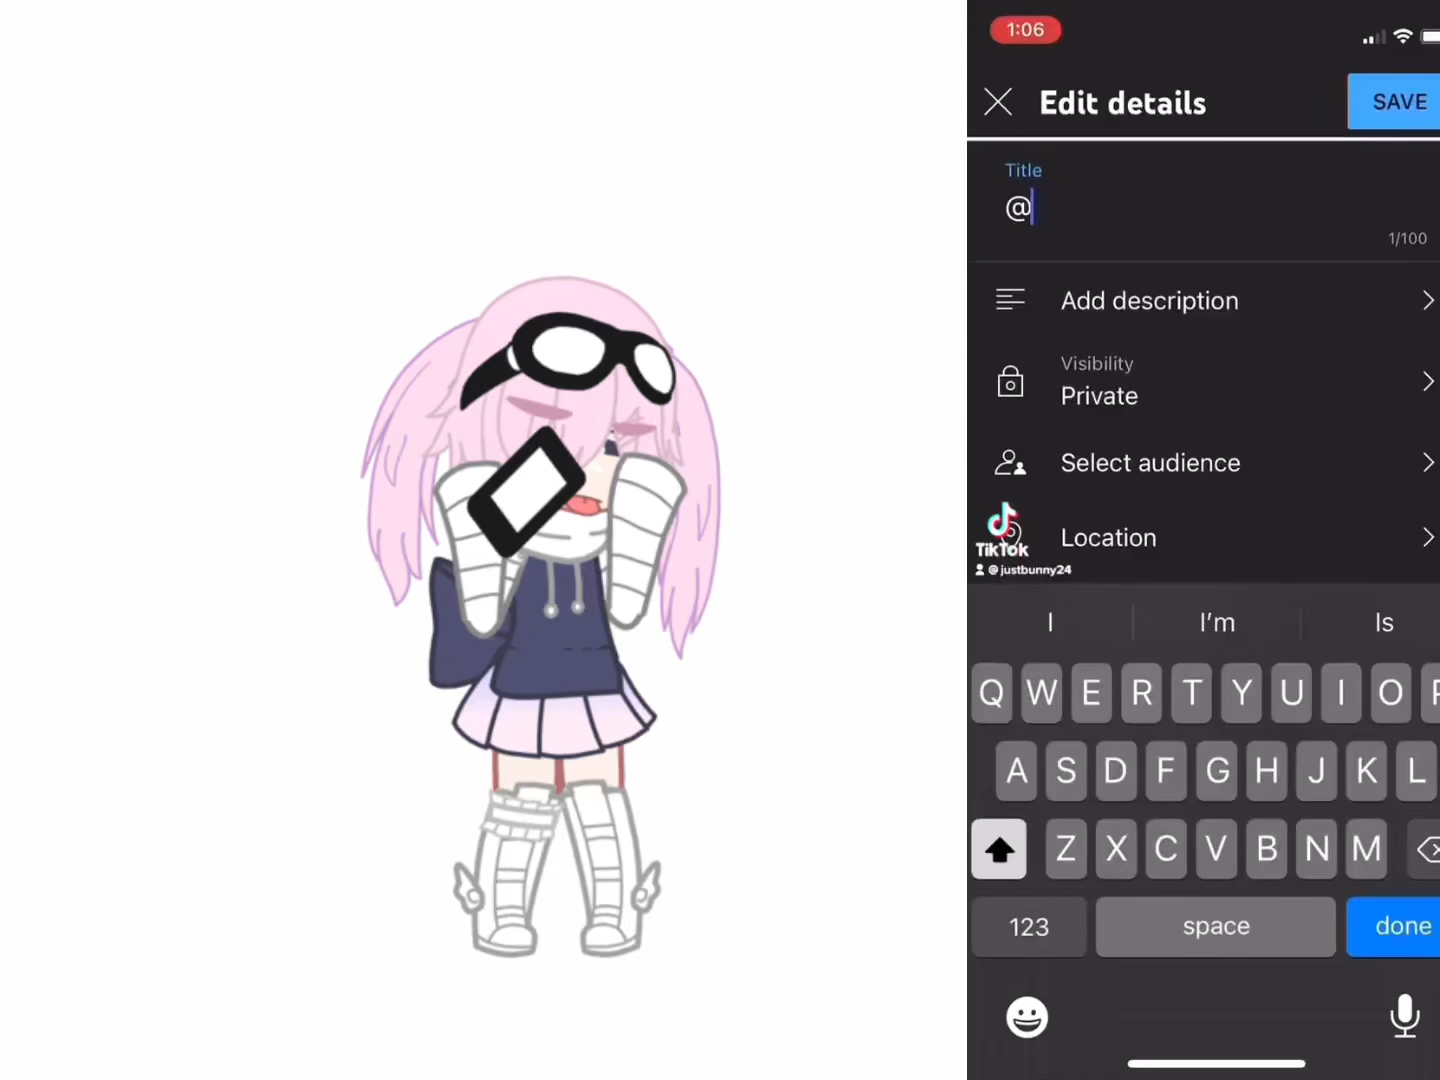 1:06
Edit details
SAVE
Title
@
1/100
Add description
Visibility
Private
Select audience
Location
TikTok
@justbunny24
I I'm Is
Q W E R T Y U I O P
A S D F G H J K L
Z X C V B N M
123 space done